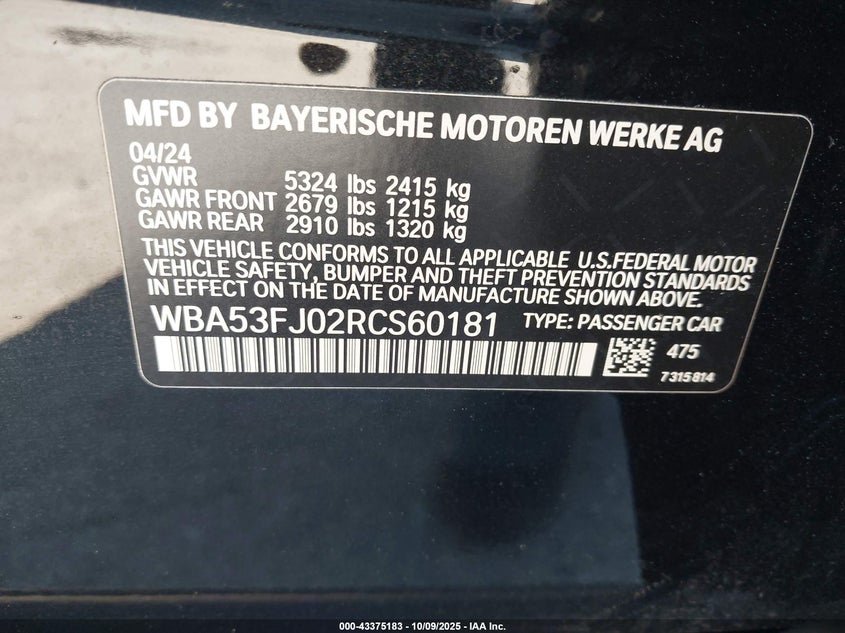 MFD BY BAYERISCHE MOTOREN WERKE AG
04/24
GVWR 5324 lbs 2415 kg
GAWR FRONT 2679 lbs 1215 kg
GAWR REAR 2910 lbs 1320 kg
THIS VEHICLE CONFORMS TO ALL APPLICABLE U.S.FEDERAL MOTOR
VEHICLE SAFETY, BUMPER AND THEFT PREVENTION STANDARDS
IN EFFECT ON THE DATE OF MANUFACTURE SHOWN ABOVE.
WBA53FJ02RCS60181 TYPE: PASSENGER CAR
475
7315814
000-43375183 - 10/09/2025 - IAA Inc.